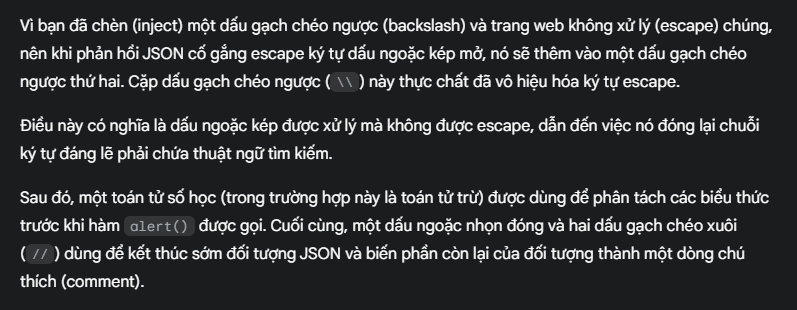 Vì bạn đã chèn (inject) một dấu gạch chéo ngược (backslash) và trang web không xử lý (escape) chúng,
nên khi phản hồi JSON cố gắng escape ký tự dấu ngoặc kép mở, nó sẽ thêm vào một dấu gạch chéo
ngược thứ hai. Cặp dấu gạch chéo ngược ( \\ ) này thực chất đã vô hiệu hóa ký tự escape.
Điều này có nghĩa là dấu ngoặc kép được xử lý mà không được escape, dẫn đến việc nó đóng lại chuỗi
ký tự đáng lẽ phải chứa thuật ngữ tìm kiếm.
Sau đó, một toán tử số học (trong trường hợp này là toán tử trừ) được dùng để phân tách các biểu thức
trước khi hàm alert() được gọi. Cuối cùng, một dấu ngoặc nhọn đóng và hai dấu gạch chéo xuôi
( // ) dùng để kết thúc sớm đối tượng JSON và biến phần còn lại của đối tượng thành một dòng chú
thích (comment).